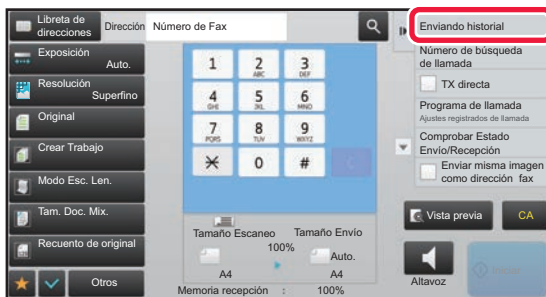 Libreta de
direcciones
Dirección
Número de Fax
Exposición
Auto.
Resolución
Superfino
Original
Crear Trabajo
Modo Esc. Len.
Tam. Doc. Mix.
Recuento de original
Otros
1
2
ABC
3
DEF
4
GHI
5
JKL
6
MNO
7
PQRS
8
TUV
9
WXYZ
0
#
Tamaño Escaneo
Tamaño Envío
100%
Auto.
A4
A4
Memoria recepción : 100%
Enviando historial
Número de búsqueda
de llamada
TX directa
Programa de llamada
Ajustes registrados de llamada
Comprobar Estado
Envío/Recepción
Enviar misma imagen
como dirección fax
Vista previa
CA
Altavoz